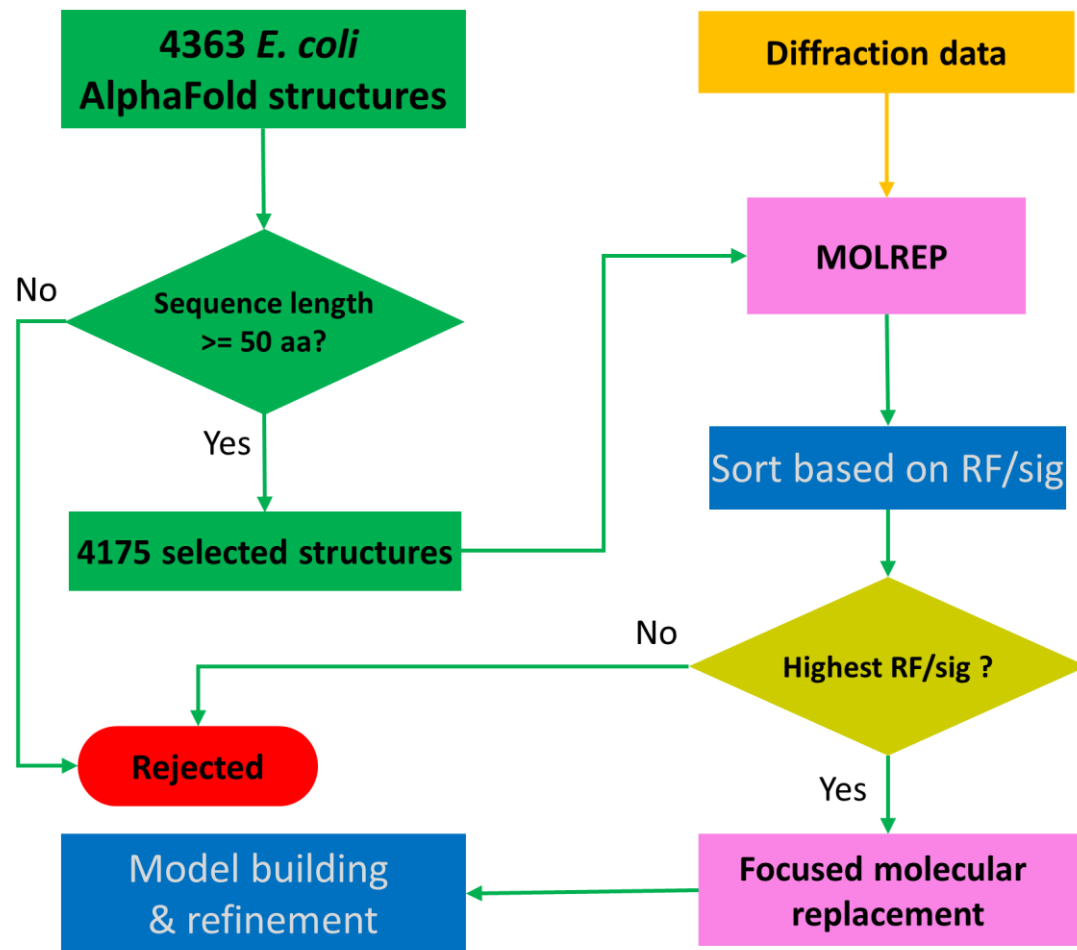 4363 E. coli
AlphaFold structures
Diffraction data
MOLREP
No
Sequence length
>= 50 aa?
Yes
Sort based on RF/sig
4175 selected structures
No
Highest RF/sig ?
Rejected
Yes
Model building
& refinement
Focused molecular
replacement